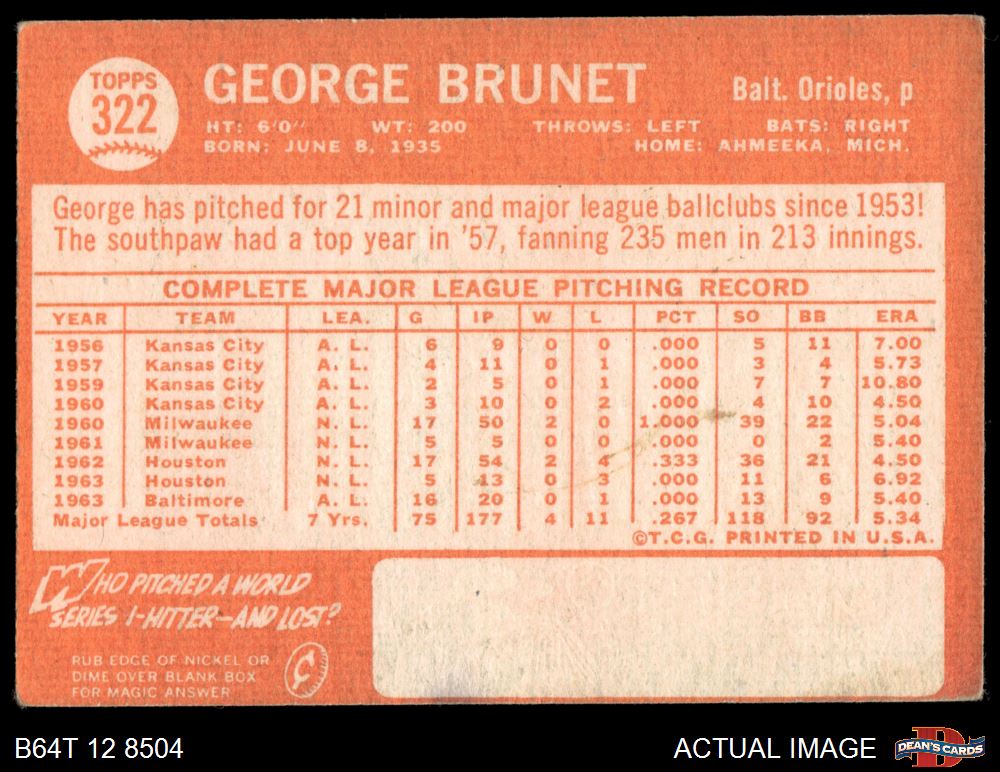 TOPPS
322
GEORGE BRUNET Balt. Orioles, p
HT: 6'0" WT: 200 THROWS: LEFT BATS: RIGHT
BORN: JUNE 8, 1935 HOME: AHMEEKA, MICH.
George has pitched for 21 minor and major league ballclubs since 1953!
The southpaw had a top year in '57, fanning 235 men in 213 innings.
COMPLETE MAJOR LEAGUE PITCHING RECORD
YEAR TEAM LEA. G IP W L PCT SO BB ERA
1956 Kansas City A. L. 6 9 0 0 .000 5 11 7.00
1957 Kansas City A. L. 4 11 0 1 .000 3 4 5.73
1959 Kansas City A. L. 2 5 0 1 .000 7 7 10.80
1960 Kansas City A. L. 3 10 0 2 .000 4 10 4.50
1960 Milwaukee N. L. 17 50 2 0 1.000 39 22 5.04
1961 Milwaukee N. L. 5 5 0 0 .000 0 2 5.40
1962 Houston N. L. 17 54 2 4 .333 36 21 4.50
1963 Houston N. L. 5 13 0 3 .000 11 6 6.92
1963 Baltimore A. L. 16 20 0 1 .000 13 9 5.40
Major League Totals 7 Yrs. 75 177 4 11 .267 118 92 5.34
©T.C.G. PRINTED IN U.S.A.
WHO PITCHED A WORLD
SERIES 1-HITTER—AND LOST?
RUB EDGE OF NICKEL OR
DIME OVER BLANK BOX
FOR MAGIC ANSWER
¢
B64T 12 8504 ACTUAL IMAGE D DEAN'S CARDS